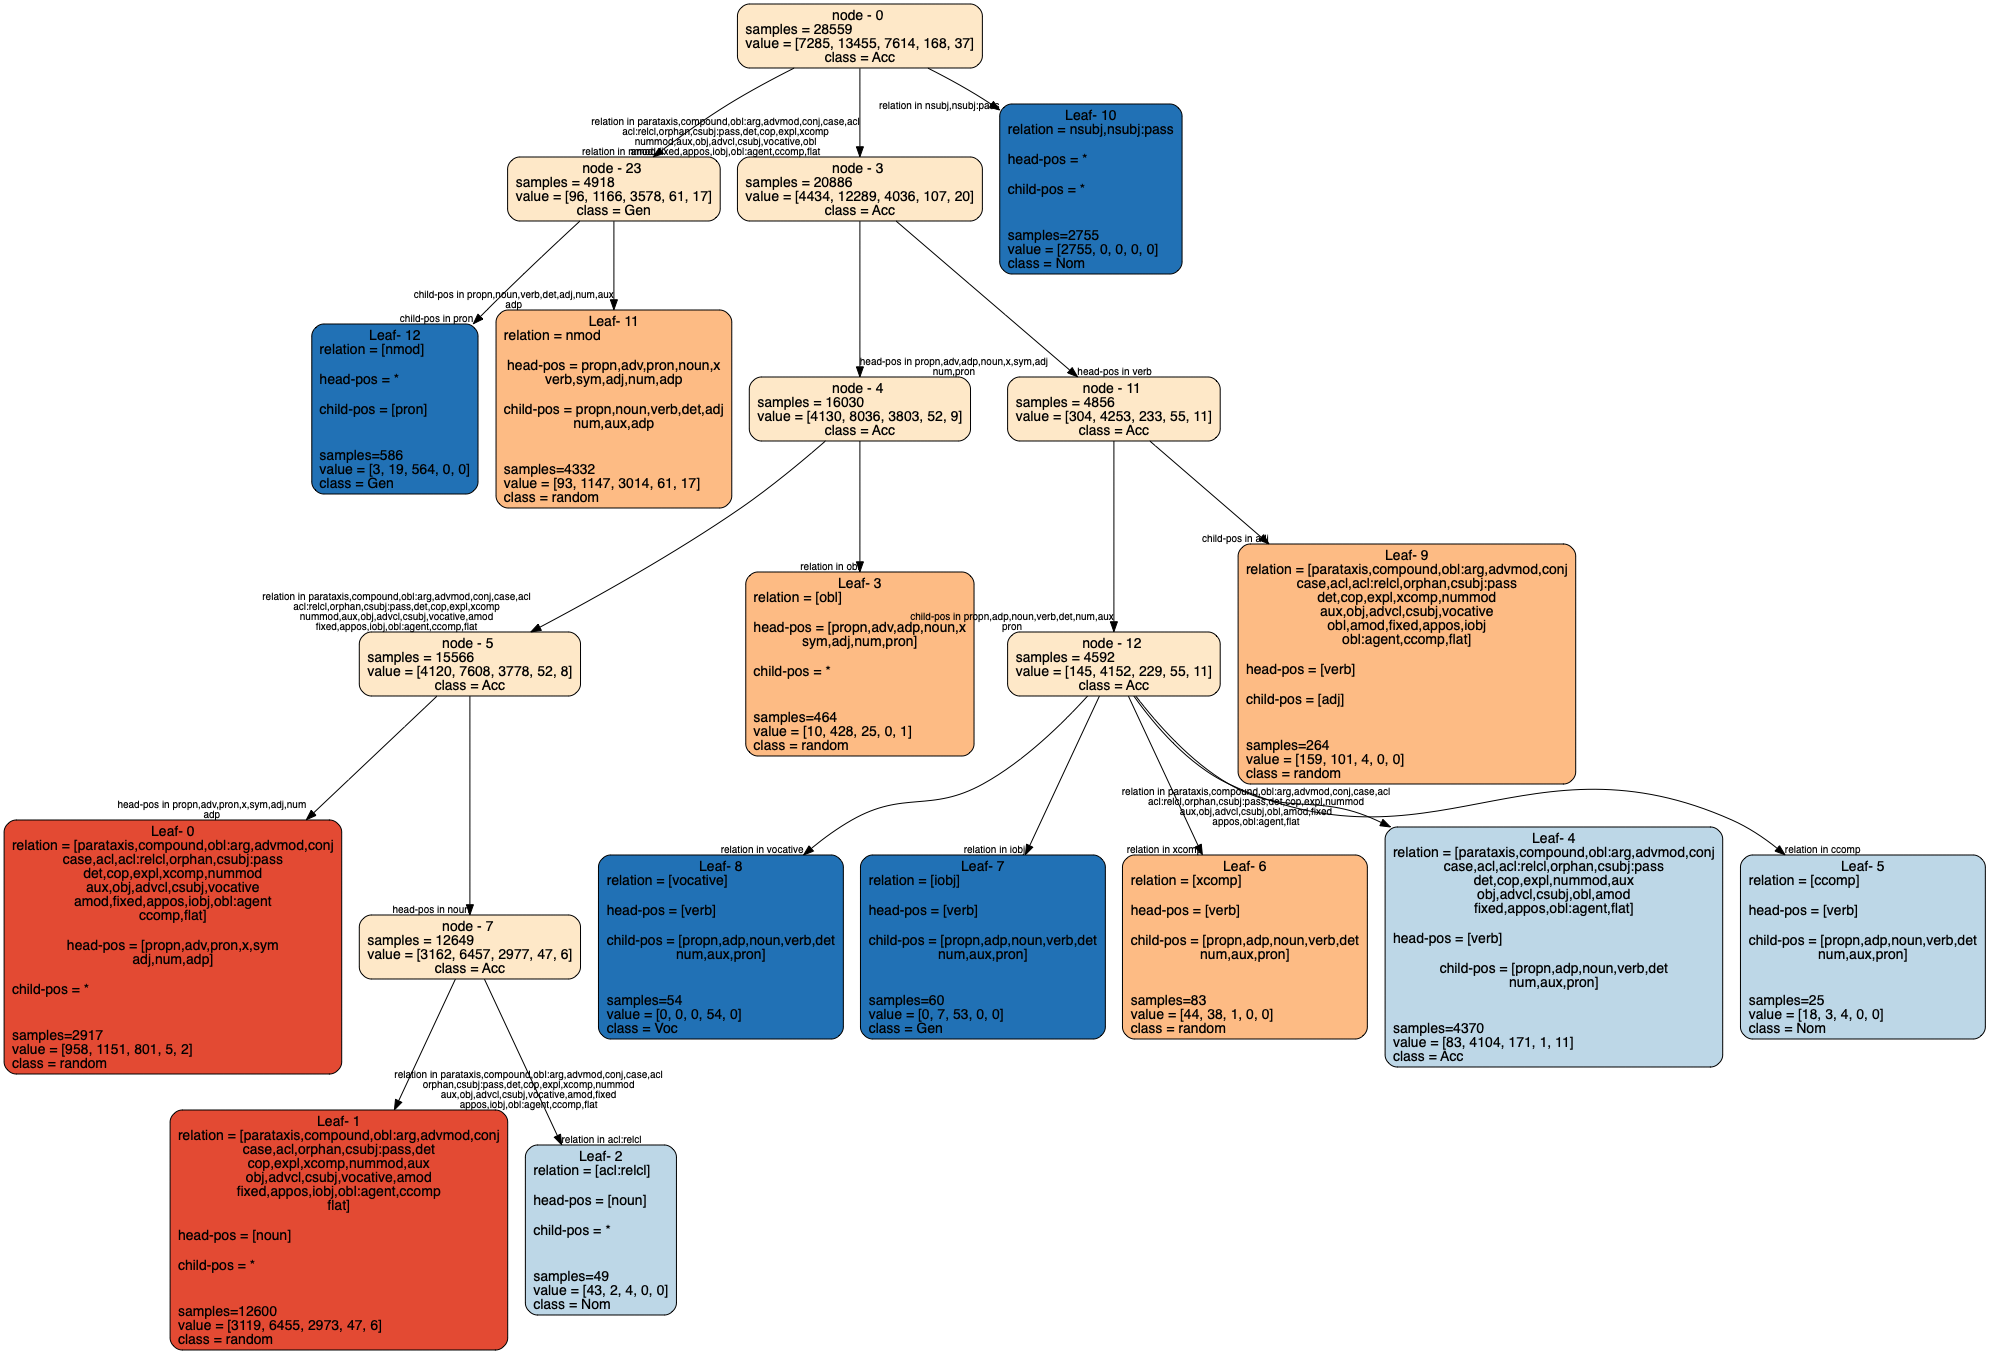 node - 0
samples = 28559
value = [7285, 13455, 7614, 168, 37]
class = Acc
relation in nsubj,nsubj:pass
relation in parataxis,compound,obl:arg,advmod,conj,case,acl
acl:relcl,orphan,csubj:pass,det,cop,expl,xcomp
nummod,aux,obj,advcl,csubj,vocative,obl
amod,fixed,appos,iobj,obl:agent,ccomp,flat
relation in nmod
Leaf- 10
relation = nsubj,nsubj:pass
head-pos = *
child-pos = *
samples=2755
value = [2755, 0, 0, 0, 0]
class = Nom
node - 23
samples = 4918
value = [96, 1166, 3578, 61, 17]
class = Gen
node - 3
samples = 20886
value = [4434, 12289, 4036, 107, 20]
class = Acc
child-pos in propn,noun,verb,det,adj,num,aux
adp
child-pos in pron
Leaf- 12
relation = [nmod]
head-pos = *
child-pos = [pron]
samples=586
value = [3, 19, 564, 0, 0]
class = Gen
Leaf- 11
relation = nmod
head-pos = propn,adv,pron,noun,x
verb,sym,adj,num,adp
child-pos = propn,noun,verb,det,adj
num,aux,adp
samples=4332
value = [93, 1147, 3014, 61, 17]
class = random
head-pos in propn,adv,adp,noun,x,sym,adj
num,pron
head-pos in verb
node - 4
samples = 16030
value = [4130, 8036, 3803, 52, 9]
class = Acc
node - 11
samples = 4856
value = [304, 4253, 233, 55, 11]
class = Acc
child-pos in adj
relation in obl
relation in parataxis,compound,obl:arg,advmod,conj,case,acl
acl:relcl,orphan,csubj:pass,det,cop,expl,xcomp
nummod,aux,obj,advcl,csubj,vocative,amod
fixed,appos,iobj,obl:agent,ccomp,flat
Leaf- 3
relation = [obl]
head-pos = [propn,adv,adp,noun,x
sym,adj,num,pron]
child-pos = *
samples=464
value = [10, 428, 25, 0, 1]
class = random
child-pos in propn,adp,noun,verb,det,num,aux
pron
Leaf- 9
relation = [parataxis,compound,obl:arg,advmod,conj
case,acl,acl:relcl,orphan,csubj:pass
det,cop,expl,xcomp,nummod
aux,obj,advcl,csubj,vocative
obl,amod,fixed,appos,iobj
obl:agent,ccomp,flat]
head-pos = [verb]
child-pos = [adj]
samples=264
value = [159, 101, 4, 0, 0]
class = random
node - 5
samples = 15566
value = [4120, 7608, 3778, 52, 8]
class = Acc
node - 12
samples = 4592
value = [145, 4152, 229, 55, 11]
class = Acc
head-pos in propn,adv,pron,x,sym,adj,num
adp
Leaf- 0
relation = [parataxis,compound,obl:arg,advmod,conj
case,acl,acl:relcl,orphan,csubj:pass
det,cop,expl,xcomp,nummod
aux,obj,advcl,csubj,vocative
amod,fixed,appos,iobj,obl:agent
ccomp,flat]
head-pos = [propn,adv,pron,x,sym
adj,num,adp]
child-pos = *
samples=2917
value = [958, 1151, 801, 5, 2]
class = random
head-pos in noun
node - 7
samples = 12649
value = [3162, 6457, 2977, 47, 6]
class = Acc
relation in vocative
relation in iobj
relation in xcomp
relation in parataxis,compound,obl:arg,advmod,conj,case,acl
acl:relcl,orphan,csubj:pass,det,cop,expl,nummod
aux,obj,advcl,csubj,obl,amod,fixed
appos,obl:agent,flat
relation in ccomp
Leaf- 8
relation = [vocative]
head-pos = [verb]
child-pos = [propn,adp,noun,verb,det
num,aux,pron]
samples=54
value = [0, 0, 0, 54, 0]
class = Voc
Leaf- 7
relation = [iobj]
head-pos = [verb]
child-pos = [propn,adp,noun,verb,det
num,aux,pron]
samples=60
value = [0, 7, 53, 0, 0]
class = Gen
Leaf- 6
relation = [xcomp]
head-pos = [verb]
child-pos = [propn,adp,noun,verb,det
num,aux,pron]
samples=83
value = [44, 38, 1, 0, 0]
class = random
Leaf- 4
relation = [parataxis,compound,obl:arg,advmod,conj
case,acl,acl:relcl,orphan,csubj:pass
det,cop,expl,nummod,aux
obj,advcl,csubj,obl,amod
fixed,appos,obl:agent,flat]
head-pos = [verb]
child-pos = [propn,adp,noun,verb,det
num,aux,pron]
samples=4370
value = [83, 4104, 171, 1, 11]
class = Acc
Leaf- 5
relation = [ccomp]
head-pos = [verb]
child-pos = [propn,adp,noun,verb,det
num,aux,pron]
samples=25
value = [18, 3, 4, 0, 0]
class = Nom
relation in parataxis,compound,obl:arg,advmod,conj,case,acl
orphan,csubj:pass,det,cop,expl,xcomp,nummod
aux,obj,advcl,csubj,vocative,amod,fixed
appos,iobj,obl:agent,ccomp,flat
relation in acl:relcl
Leaf- 1
relation = [parataxis,compound,obl:arg,advmod,conj
case,acl,orphan,csubj:pass,det
cop,expl,xcomp,nummod,aux
obj,advcl,csubj,vocative,amod
fixed,appos,iobj,obl:agent,ccomp
flat]
head-pos = [noun]
child-pos = *
samples=12600
value = [3119, 6455, 2973, 47, 6]
class = random
Leaf- 2
relation = [acl:relcl]
head-pos = [noun]
child-pos = *
samples=49
value = [43, 2, 4, 0, 0]
class = Nom